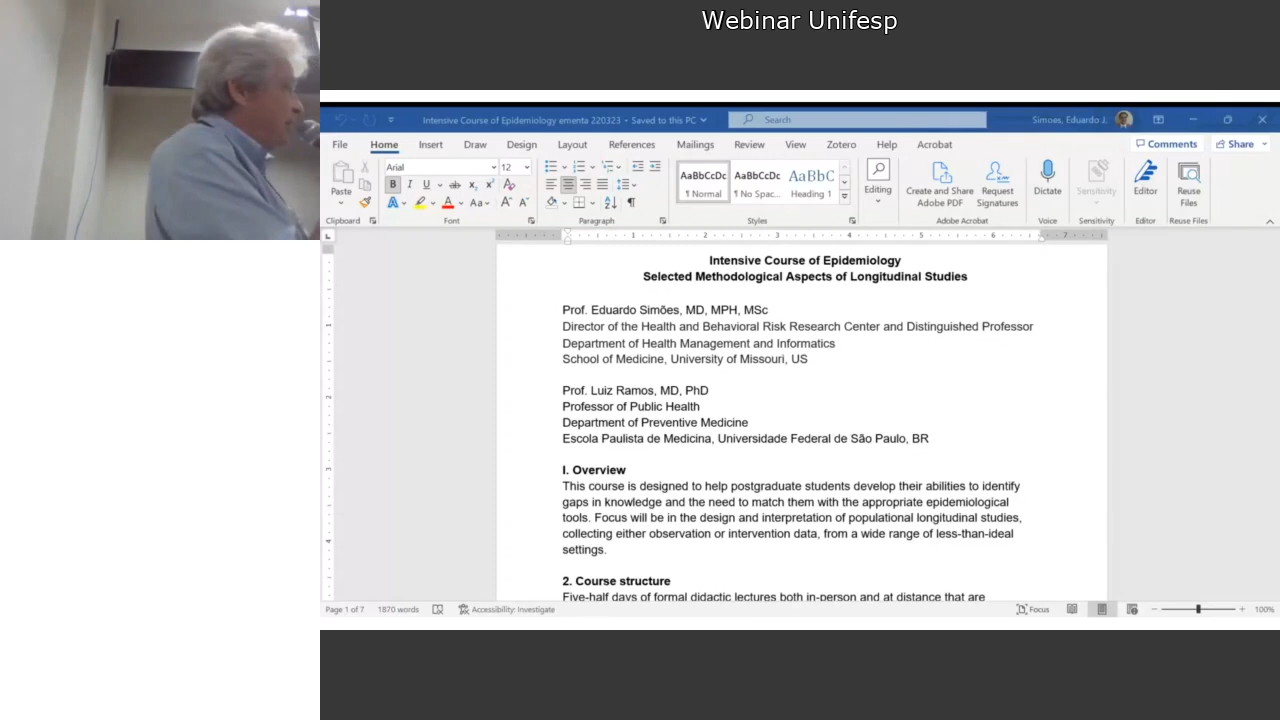 Webinar Unifesp
Intensive Course of Epidemiology ementa 220323 • Saved to this PC
Search
Simoes, Eduardo J.
File Home Insert Draw Design Layout References Mailings Review View Zotero Help Acrobat
Comments Share
Paste
Arial 12
AaBbCcDc AaBbCcDc AaBbC
¶ Normal ¶ No Spac... Heading 1
Editing
Create and Share Adobe PDF
Request Signatures
Dictate
Sensitivity
Editor
Reuse Files
Clipboard Font Paragraph Styles Adobe Acrobat Voice Sensitivity Editor Reuse Files
1 2 3 4 5 6 7
Intensive Course of Epidemiology
Selected Methodological Aspects of Longitudinal Studies
Prof. Eduardo Simões, MD, MPH, MSc
Director of the Health and Behavioral Risk Research Center and Distinguished Professor
Department of Health Management and Informatics
School of Medicine, University of Missouri, US
Prof. Luiz Ramos, MD, PhD
Professor of Public Health
Department of Preventive Medicine
Escola Paulista de Medicina, Universidade Federal de São Paulo, BR
I. Overview
This course is designed to help postgraduate students develop their abilities to identify
gaps in knowledge and the need to match them with the appropriate epidemiological
tools. Focus will be in the design and interpretation of populational longitudinal studies,
collecting either observation or intervention data, from a wide range of less-than-ideal
settings.
2. Course structure
Five-half days of formal didactic lectures both in-person and at distance that are
Page 1 of 7 1870 words Accessibility: Investigate Focus 100%